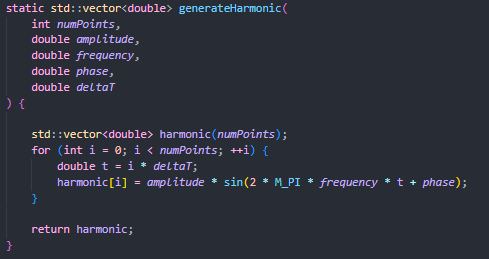 static std::vector<double> generateHarmonic(
    int numPoints,
    double amplitude,
    double frequency,
    double phase,
    double deltaT
) {
    std::vector<double> harmonic(numPoints);
    for (int i = 0; i < numPoints; ++i) {
        double t = i * deltaT;
        harmonic[i] = amplitude * sin(2 * M_PI * frequency * t + phase);
    }
    return harmonic;
}